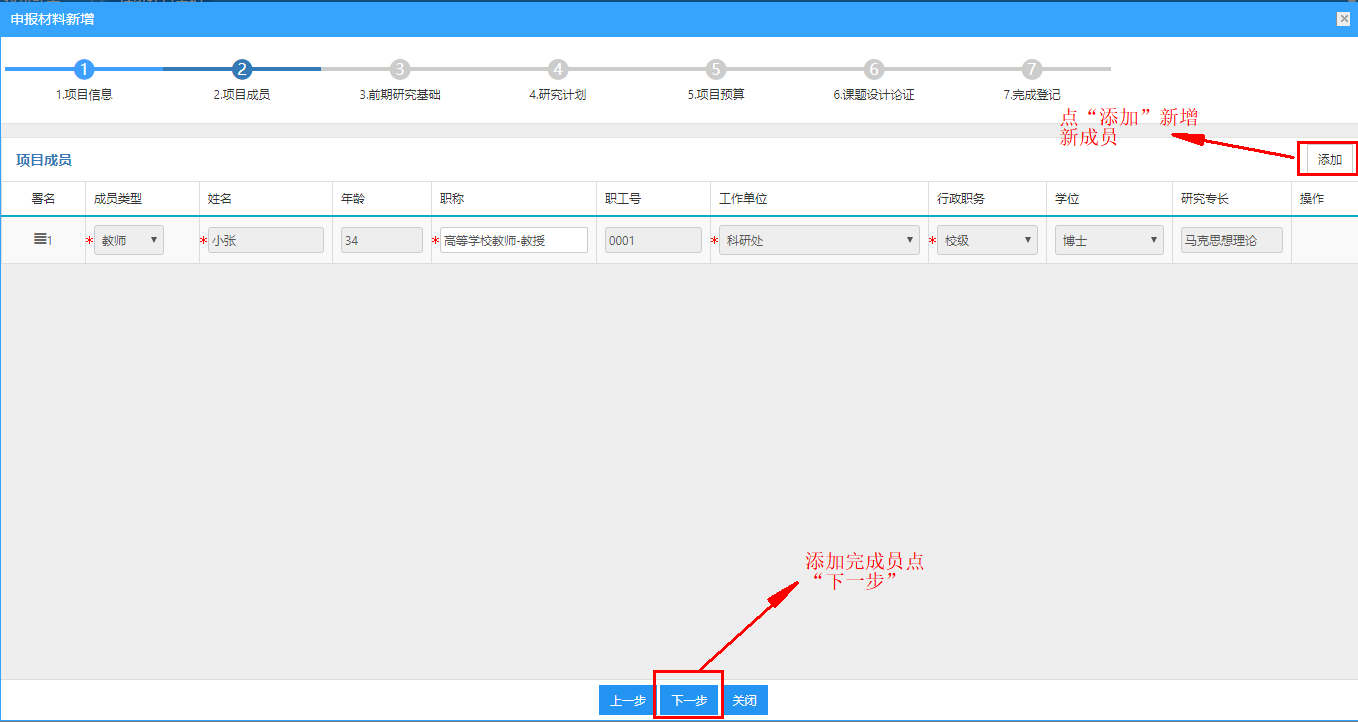 申报材料新增
1 2 3 4 5 6 7
1.项目信息 2.项目成员 3.前期研究基础 4.研究计划 5.项目预算 6.课题设计论证 7.完成登记
点“添加”新增
新成员
项目成员 添加
署名 成员类型 姓名 年龄 职称 职工号 工作单位 行政职务 学位 研究专长 操作
1 * 教师 * 小张 34 * 高等学校教师-教授 0001 * 科研处 * 校级 博士 马克思想理论
添加完成员点
“下一步”
上一步 下一步 关闭